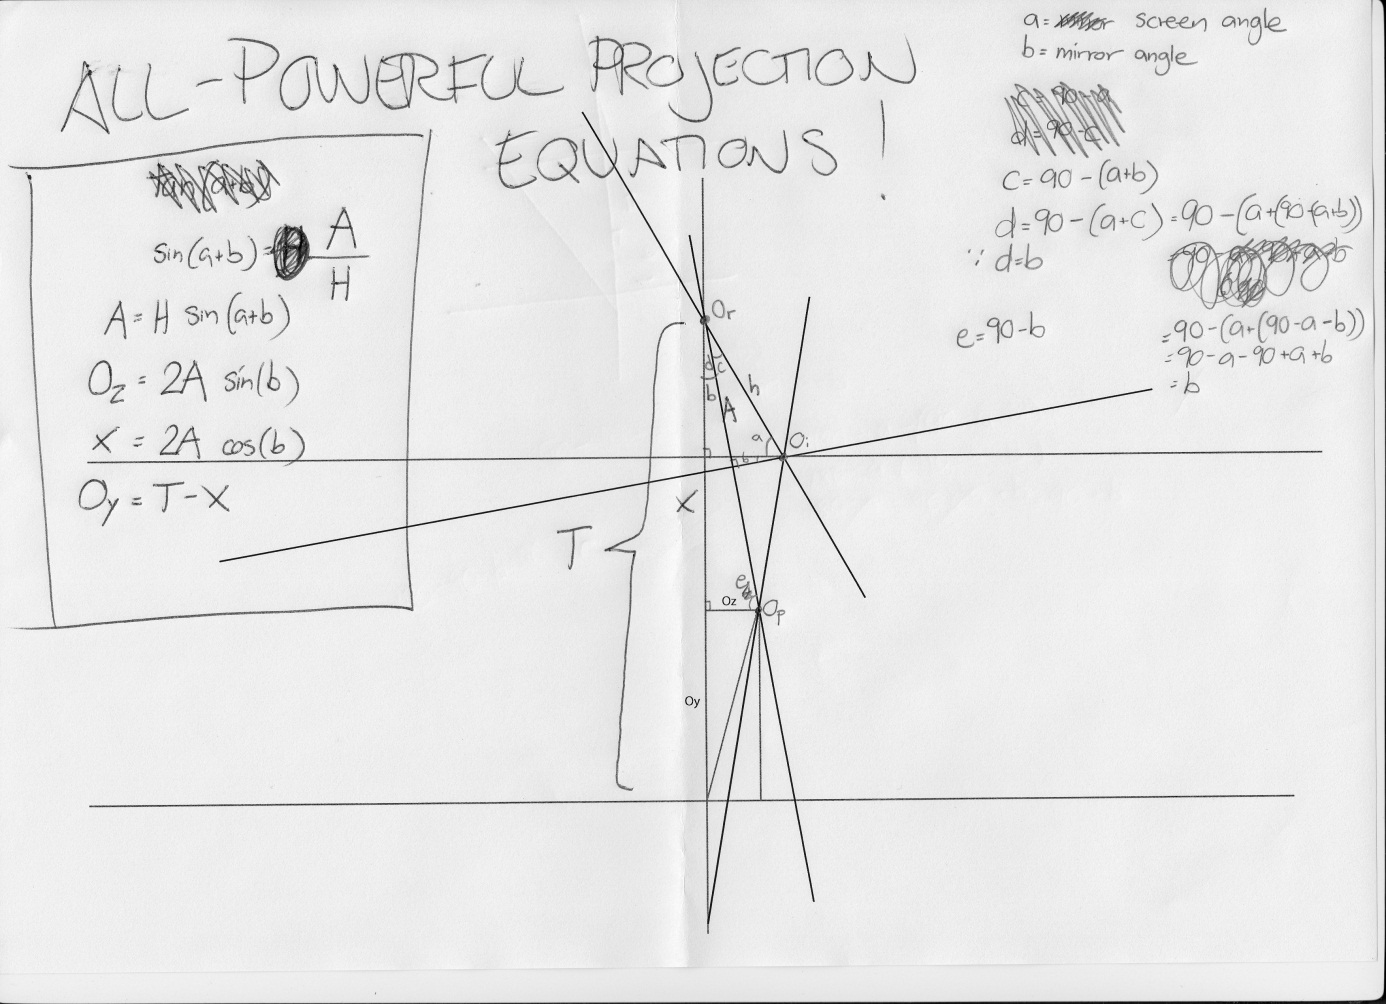 ALL-POWERFUL PROJECTION
EQUATIONS!
a= screen angle
b= mirror angle
c=90-(a+b)
d=90-(a+c) =90-(a+(90-(a+b))
∵ d=b
=90-(a+(90-a-b))
=90-a-90+a+b
=b
e=90-b
sin(a+b)= A/H
A=H sin(a+b)
Oz = 2A sin(b)
x = 2A cos(b)
Oy = T-X
Or
d c
b
h
A
a
b
Oi
X
T
e
Oz
Op
Oy